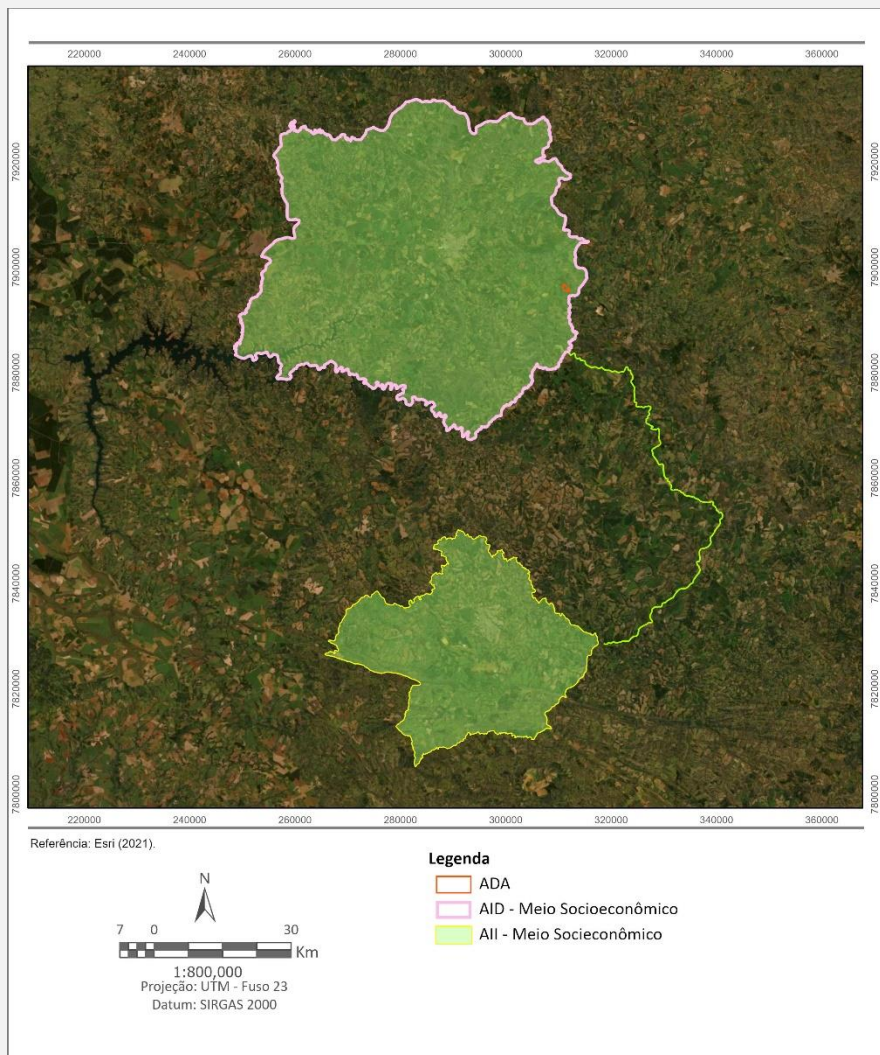 220000 240000 260000 280000 300000 320000 340000 360000
7920000 7920000
7900000 7900000
7880000 7880000
7860000 7860000
7840000 7840000
7820000 7820000
7800000 7800000
220000 240000 260000 280000 300000 320000 340000 360000
Referência: Esri (2021).
N
7 0 30
Km
1:800,000
Projeção: UTM - Fuso 23
Datum: SIRGAS 2000
Legenda
ADA
AID - Meio Socioeconômico
AII - Meio Socieconômico